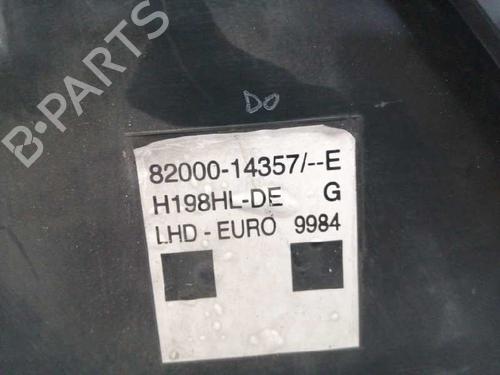 DO
B-PARTS
82000-14357/--E
H198HL-DE G
LHD - EURO 9984